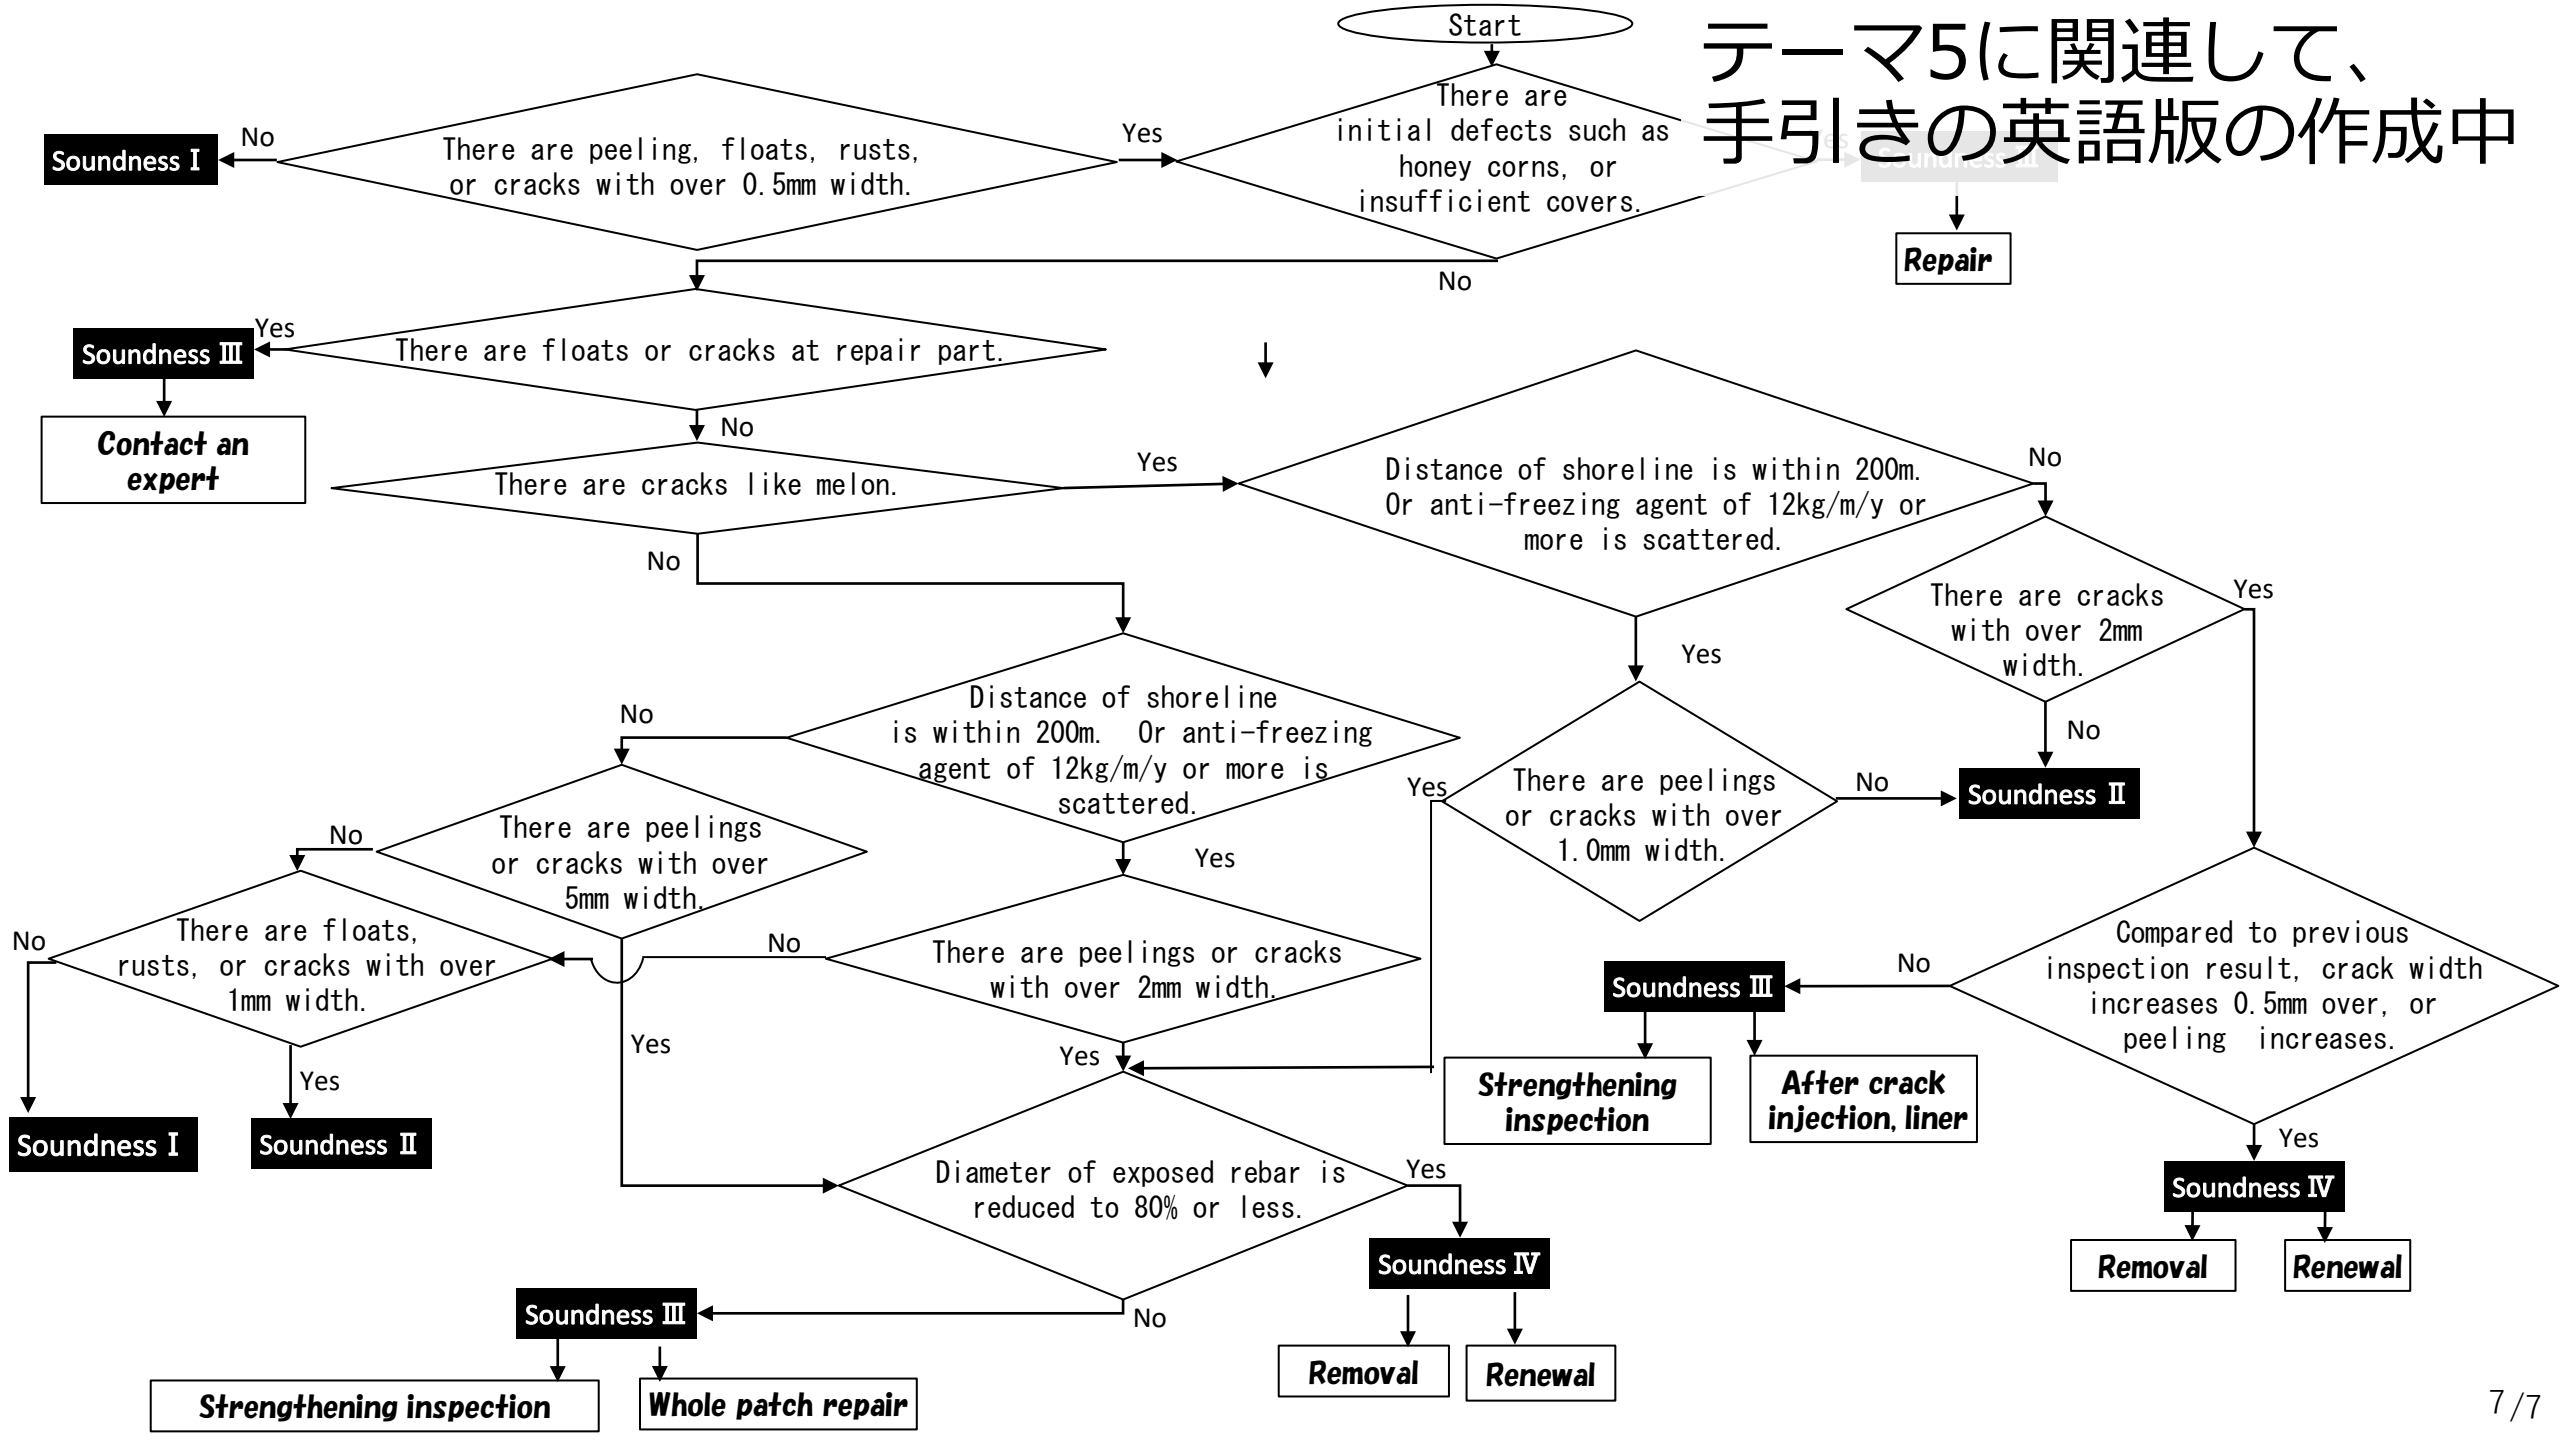 Start
テーマ5に関連して、
手引きの英語版の作成中
There are
initial defects such as
honey corns, or
insufficient covers.
Yes
Soundness Ⅲ
Repair
No
Yes
There are peeling, floats, rusts,
or cracks with over 0.5mm width.
No
Soundness Ⅰ
There are floats or cracks at repair part.
Yes
Soundness Ⅲ
Contact an
expert
No
There are cracks like melon.
Yes
No
Distance of shoreline is within 200m.
Or anti-freezing agent of 12kg/m/y or
more is scattered.
No
Yes
There are cracks
with over 2mm
width.
Yes
No
Soundness Ⅱ
There are peelings
or cracks with over
1.0mm width.
Yes
No
Distance of shoreline
is within 200m.  Or anti-freezing
agent of 12kg/m/y or more is
scattered.
No
Yes
There are peelings
or cracks with over
5mm width.
No
Yes
There are floats,
rusts, or cracks with over
1mm width.
No
Yes
Soundness Ⅰ
Soundness Ⅱ
There are peelings or cracks
with over 2mm width.
No
Yes
Compared to previous
inspection result, crack width
increases 0.5mm over, or
peeling  increases.
No
Yes
Soundness Ⅲ
Strengthening
inspection
After crack
injection, liner
Soundness Ⅳ
Removal
Renewal
Diameter of exposed rebar is
reduced to 80% or less.
Yes
No
Soundness Ⅳ
Removal
Renewal
Soundness Ⅲ
Strengthening inspection
Whole patch repair
7/7